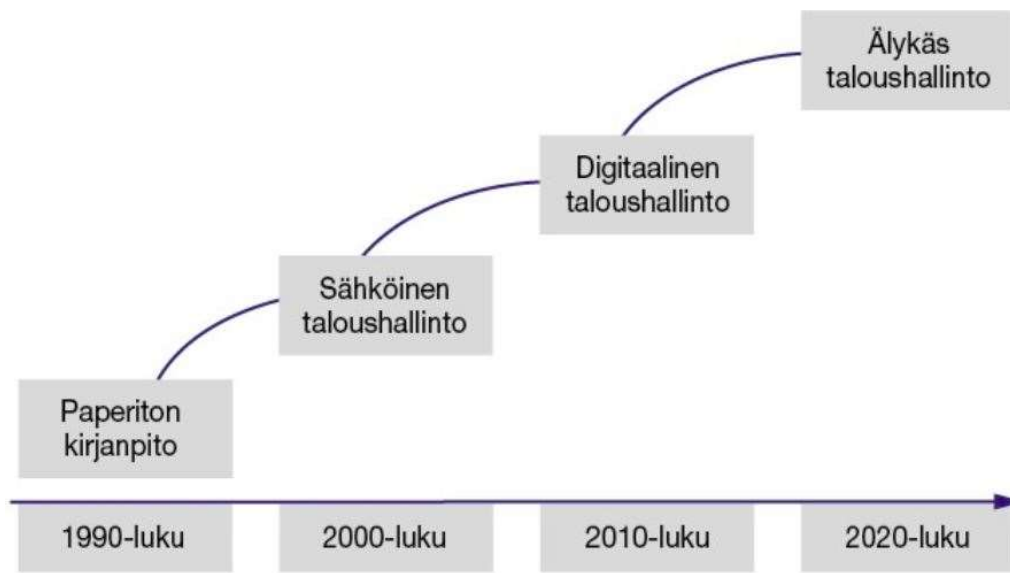 Älykäs
taloushallinto
Digitaalinen
taloushallinto
Sähköinen
taloushallinto
Paperiton
kirjanpito
1990-luku
2000-luku
2010-luku
2020-luku